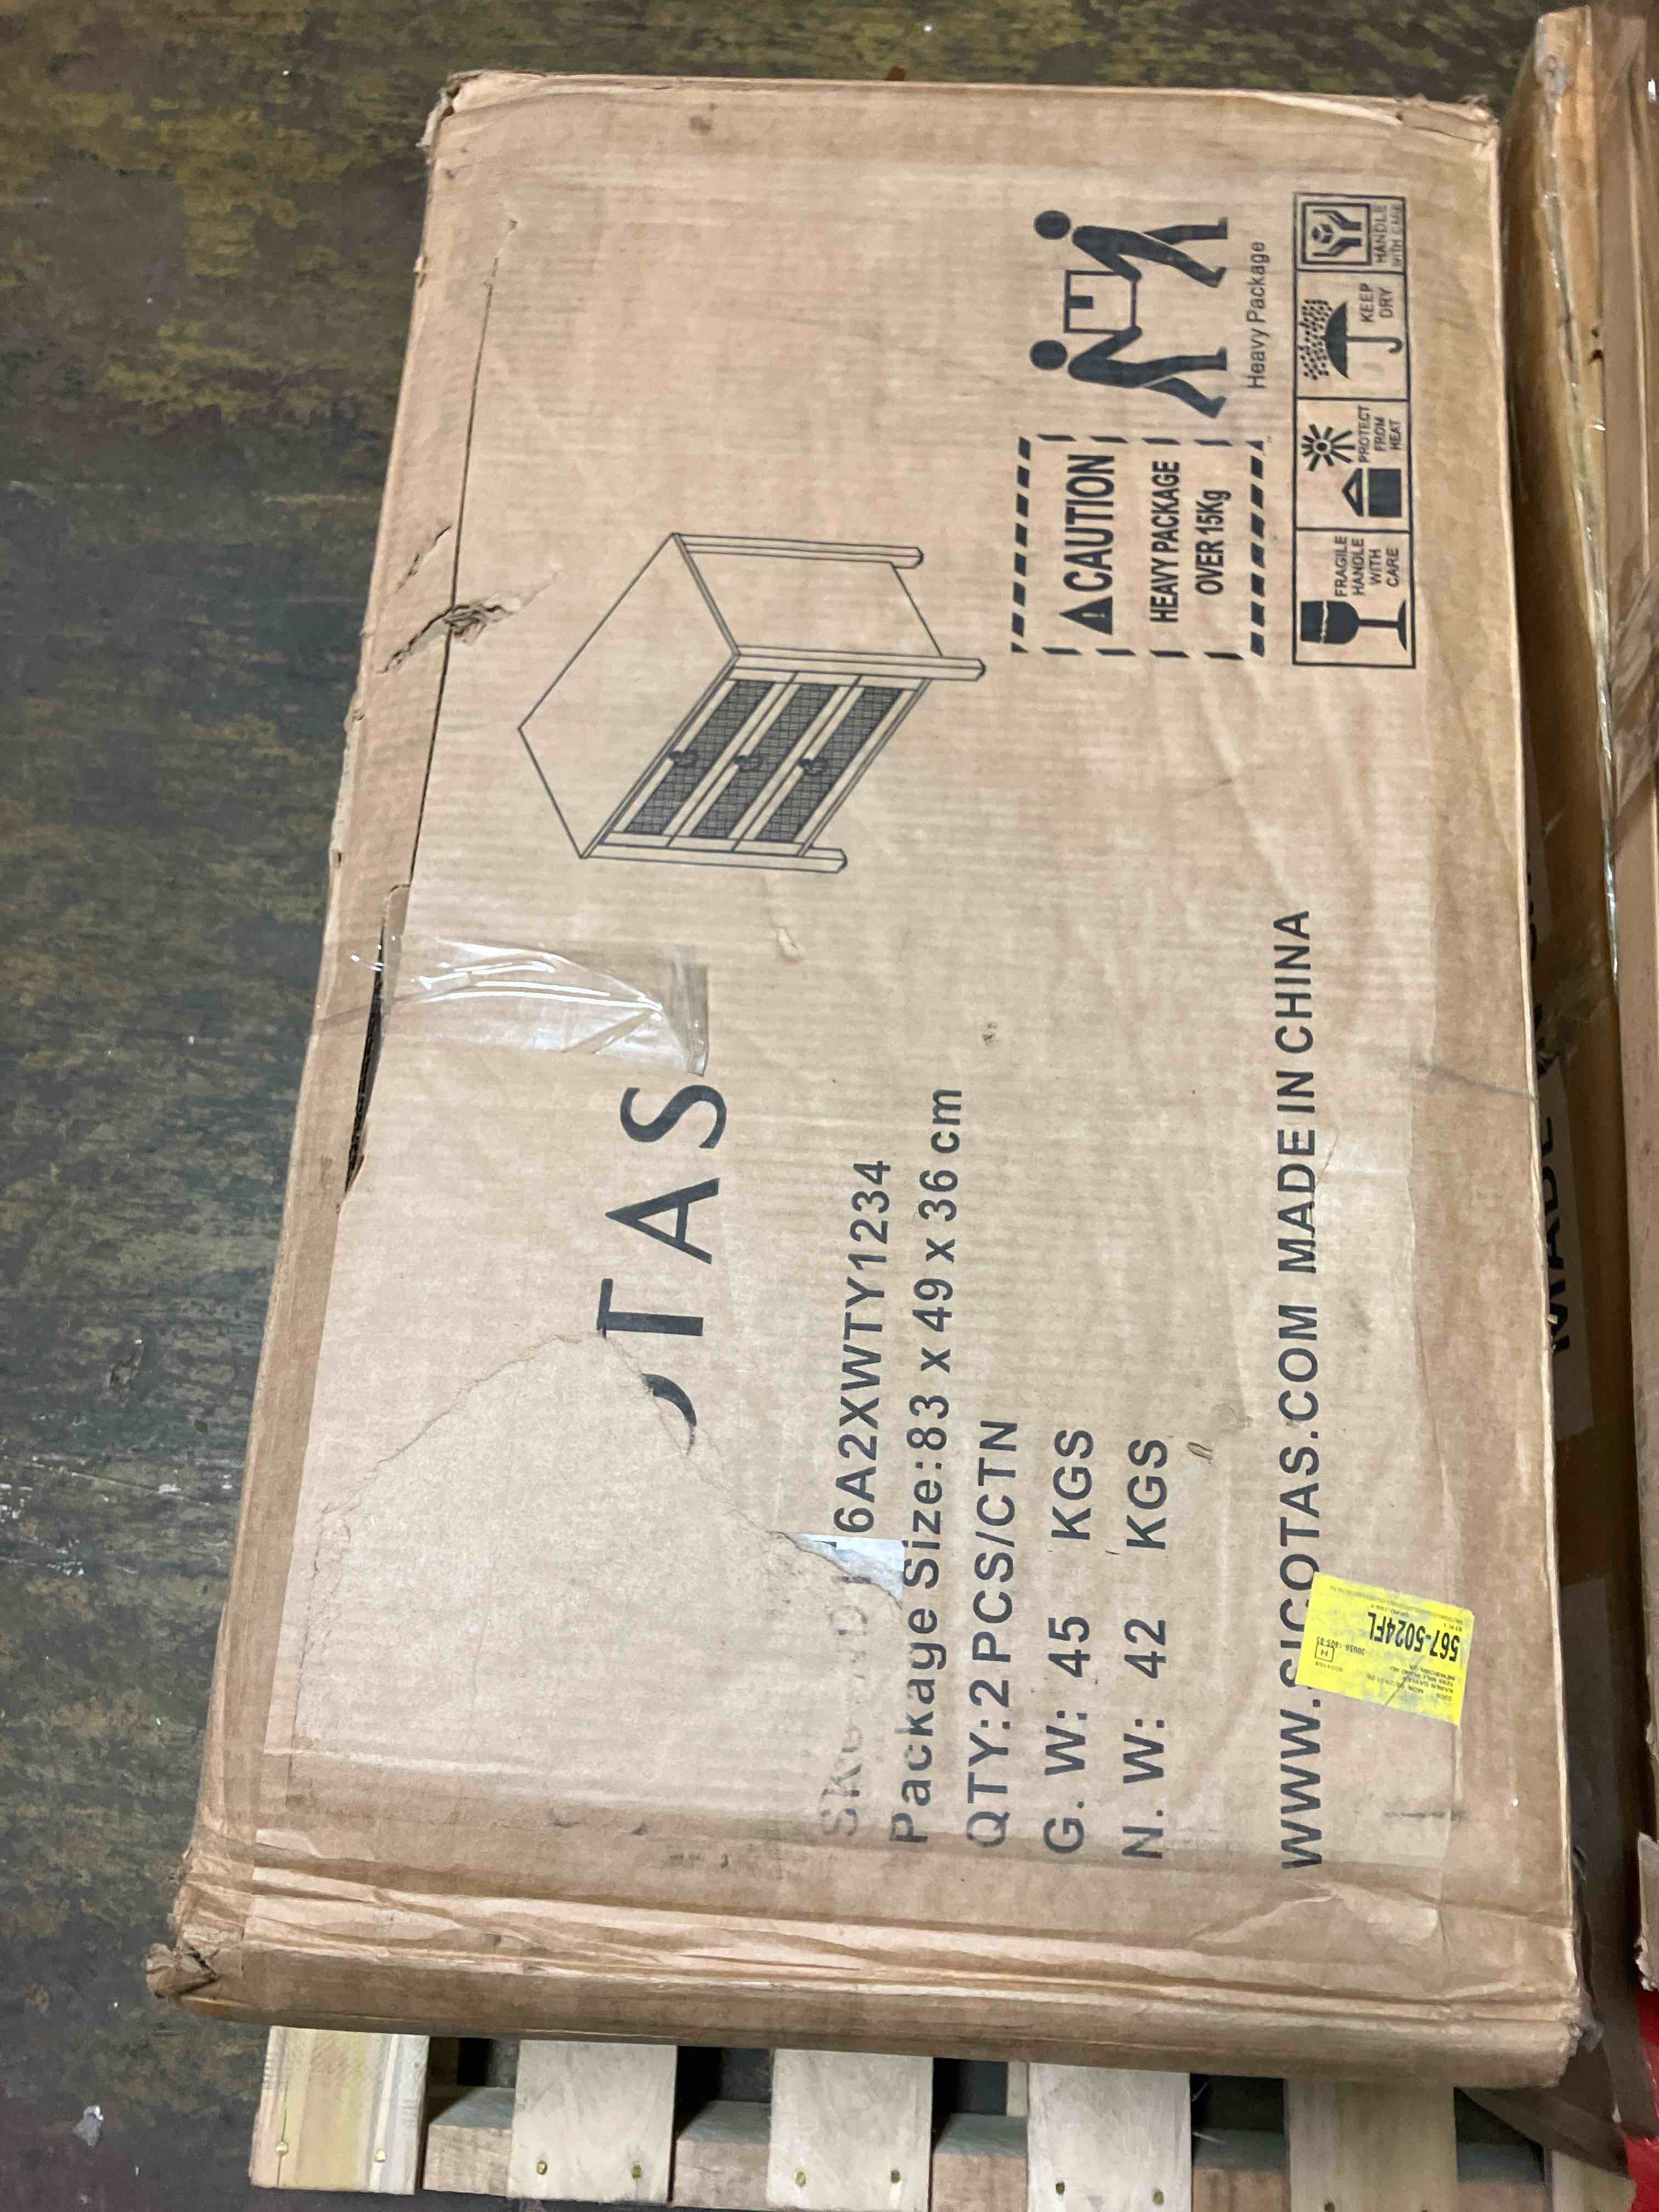 TAS
6A2XWTY1234
Package Size:83 x 49 x 36 cm
QTY:2 PCS/CTN
G. W: 45 KGS
N. W: 42 KGS
WWW.SICOTAS.COM MADE IN CHINA
CAUTION
HEAVY PACKAGE
OVER 15Kg
Heavy Package
FRAGILE
HANDLE
WITH
CARE
PROTECT
FROM
HEAT
KEEP
DRY
HANDLE
WITH CARE
567-5024FL
H
MADE